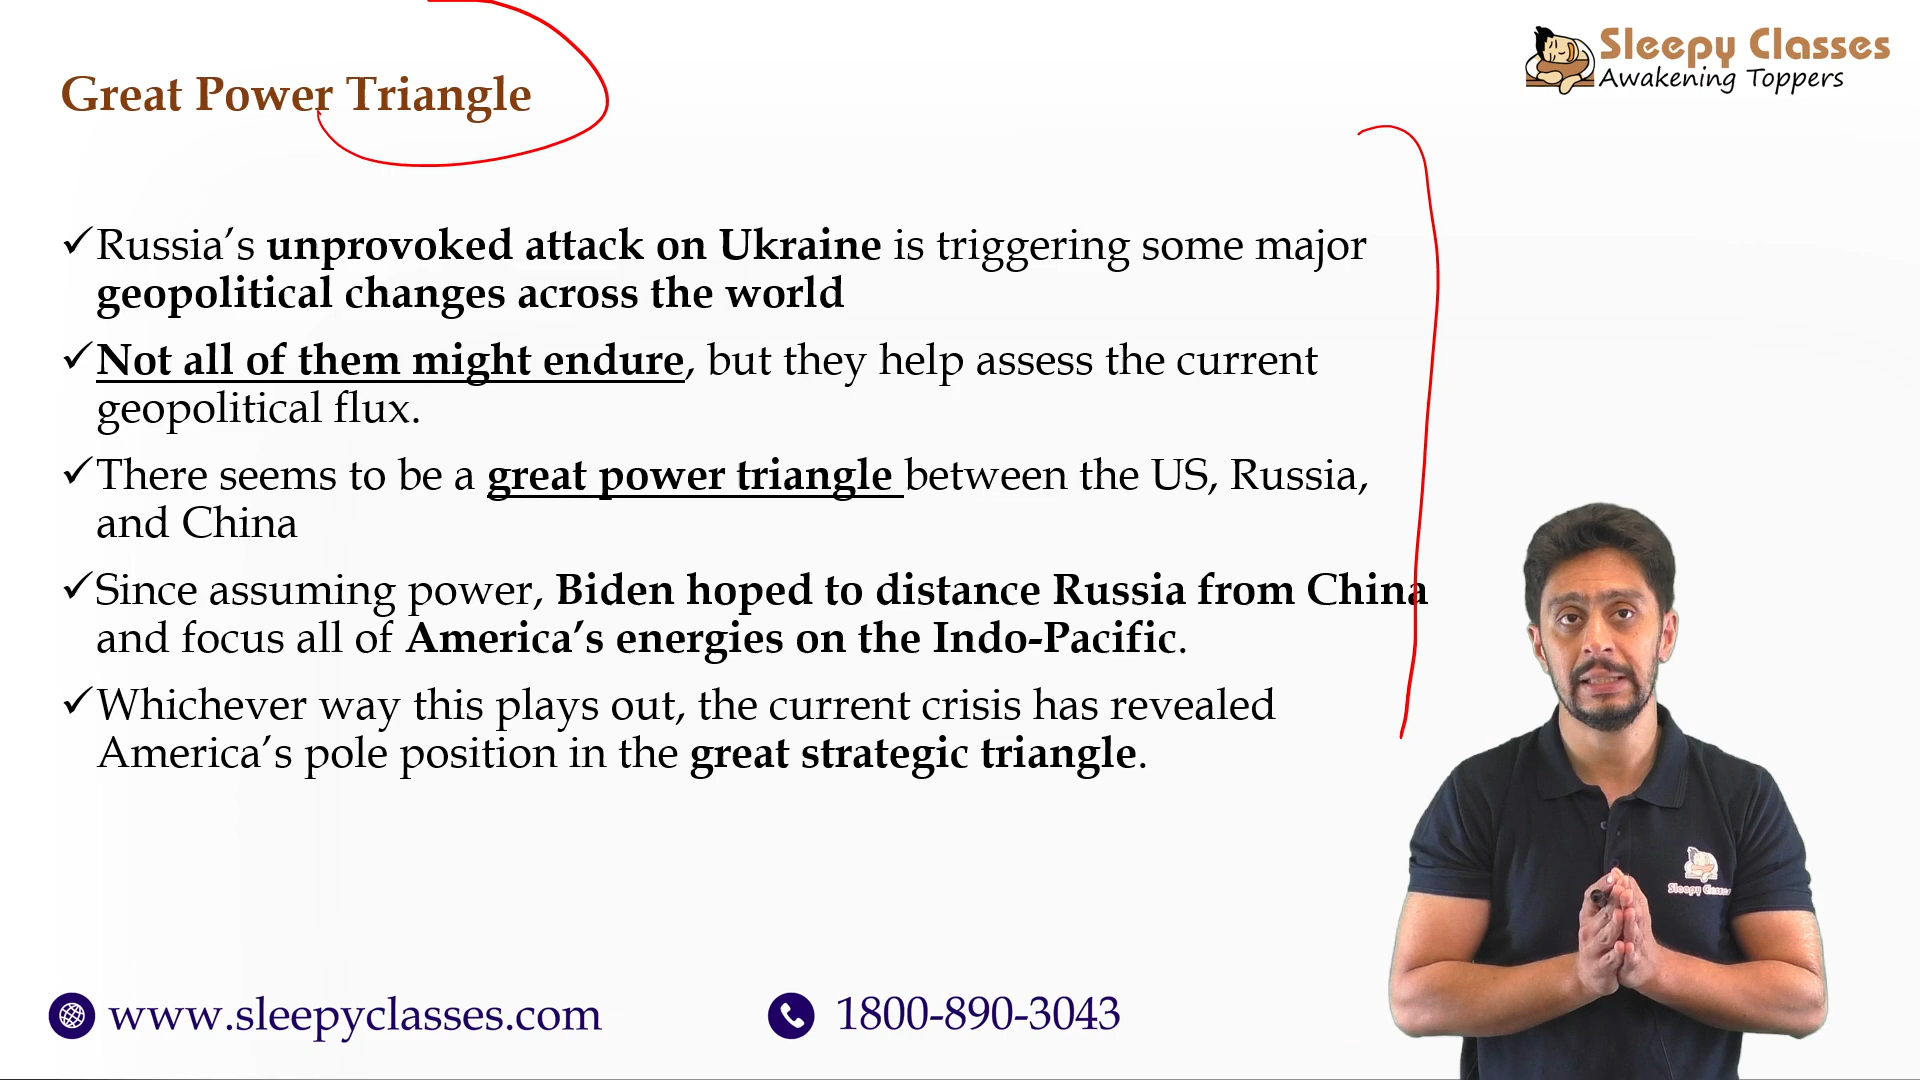 Sleepy Classes
Awakening Toppers
Great Power Triangle
✓Russia’s unprovoked attack on Ukraine is triggering some major
geopolitical changes across the world
✓Not all of them might endure, but they help assess the current
geopolitical flux.
✓There seems to be a great power triangle between the US, Russia,
and China
✓Since assuming power, Biden hoped to distance Russia from China
and focus all of America’s energies on the Indo-Pacific.
✓Whichever way this plays out, the current crisis has revealed
America’s pole position in the great strategic triangle.
Sleepy Classes
www.sleepyclasses.com
1800-890-3043